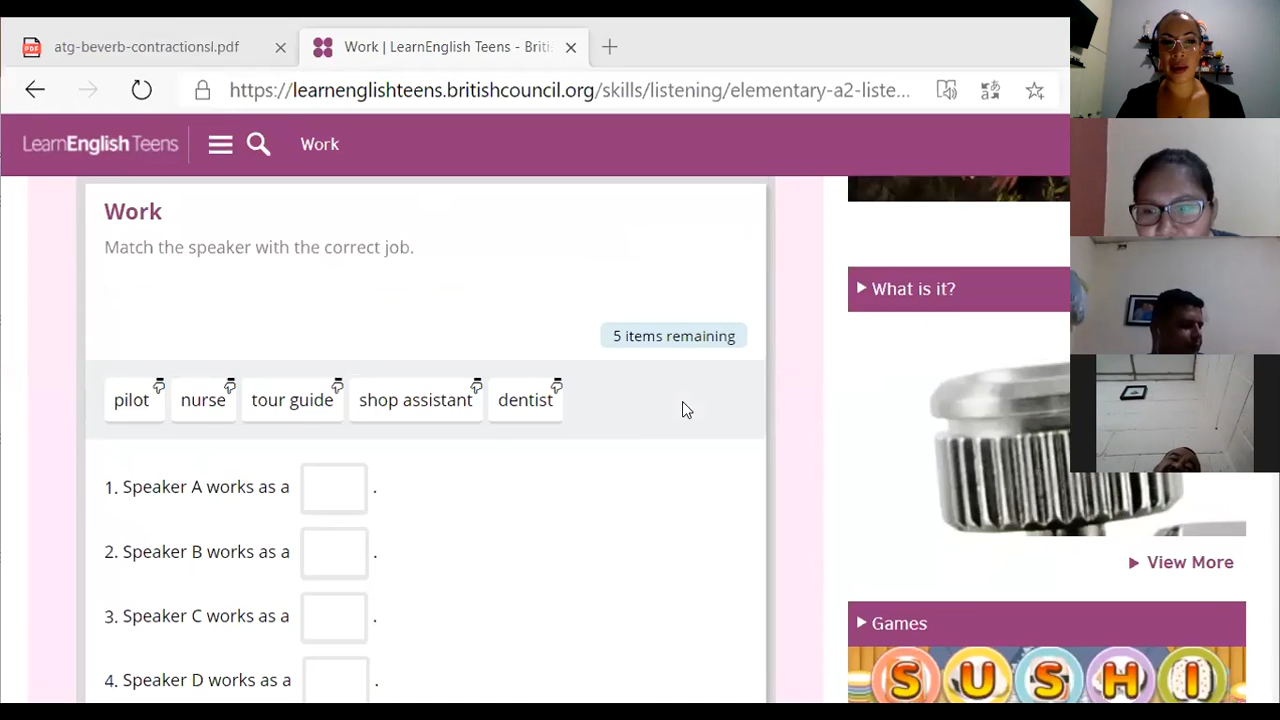 atg-beverb-contractionsI.pdf
Work | LearnEnglish Teens - Briti
https://learnenglishteens.britishcouncil.org/skills/listening/elementary-a2-liste...
LearnEnglish Teens
Work
Work
Match the speaker with the correct job.
5 items remaining
pilot nurse tour guide shop assistant dentist
1. Speaker A works as a .
2. Speaker B works as a .
3. Speaker C works as a .
4. Speaker D works as a .
What is it?
View More
Games
SUSHI